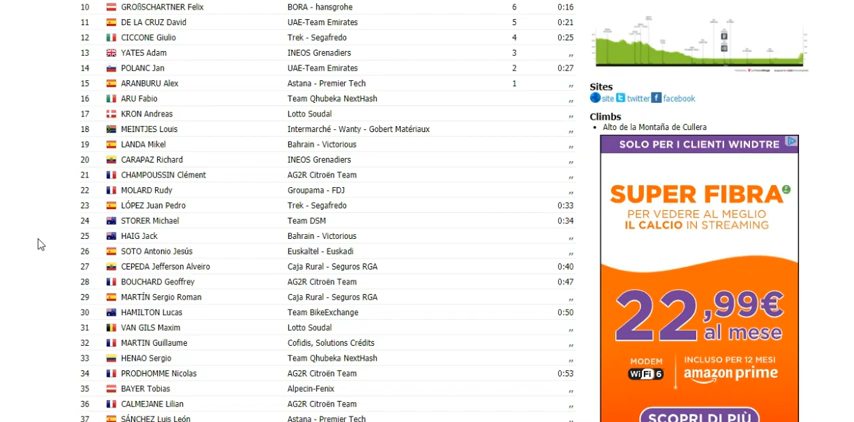 10 GROßSCHARTNER Felix BORA - hansgrohe 6 0:16
11 DE LA CRUZ David UAE-Team Emirates 5 0:21
12 CICCONE Giulio Trek - Segafredo 4 0:25
13 YATES Adam INEOS Grenadiers 3 ,,
14 POLANC Jan UAE-Team Emirates 2 0:27
15 ARANBURU Alex Astana - Premier Tech 1 ,,
16 ARU Fabio Team Qhubeka NextHash ,,
17 KRON Andreas Lotto Soudal ,,
18 MEINTJES Louis Intermarché - Wanty - Gobert Matériaux ,,
19 LANDA Mikel Bahrain - Victorious ,,
20 CARAPAZ Richard INEOS Grenadiers ,,
21 CHAMPOUSSIN Clément AG2R Citroën Team ,,
22 MOLARD Rudy Groupama - FDJ ,,
23 LÓPEZ Juan Pedro Trek - Segafredo 0:33
24 STORER Michael Team DSM 0:34
25 HAIG Jack Bahrain - Victorious ,,
26 SOTO Antonio Jesús Euskaltel - Euskadi ,,
27 CEPEDA Jefferson Alveiro Caja Rural - Seguros RGA 0:40
28 BOUCHARD Geoffrey AG2R Citroën Team 0:47
29 MARTÍN Sergio Roman Caja Rural - Seguros RGA ,,
30 HAMILTON Lucas Team BikeExchange 0:50
31 VAN GILS Maxim Lotto Soudal ,,
32 MARTIN Guillaume Cofidis, Solutions Crédits ,,
33 HENAO Sergio Team Qhubeka NextHash ,,
34 PRODHOMME Nicolas AG2R Citroën Team 0:53
35 BAYER Tobias Alpecin-Fenix ,,
36 CALMEJANE Lilian AG2R Citroën Team ,,
37 SÁNCHEZ Luis León Astana - Premier Tech ,,
Sites
site twitter facebook
Climbs
• Alto de la Montaña de Cullera
SOLO PER I CLIENTI WINDTRE
SUPER FIBRA
PER VEDERE AL MEGLIO
IL CALCIO IN STREAMING
22,99€
al mese
MODEM
WiFi 6
INCLUSO PER 12 MESI
amazon prime
SCOPRI DI PIÙ